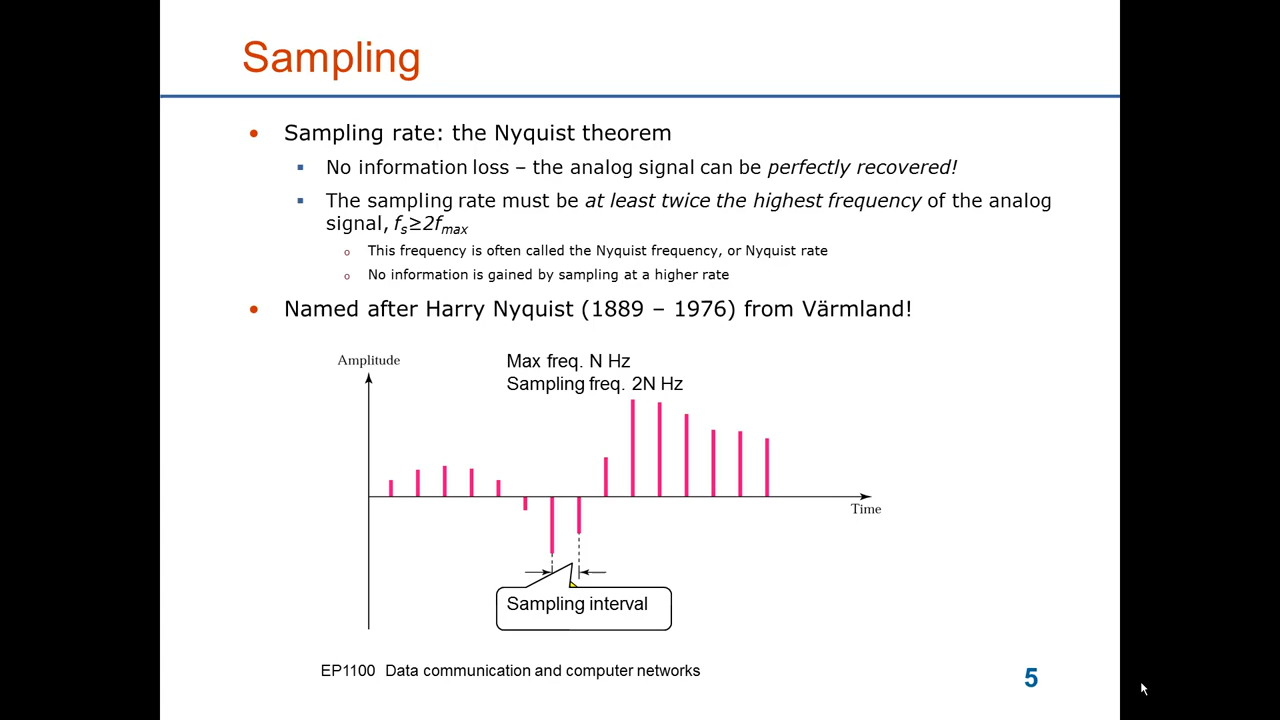 Sampling
• Sampling rate: the Nyquist theorem
▪ No information loss – the analog signal can be perfectly recovered!
▪ The sampling rate must be at least twice the highest frequency of the analog
signal, fs≥2fmax
o This frequency is often called the Nyquist frequency, or Nyquist rate
o No information is gained by sampling at a higher rate
• Named after Harry Nyquist (1889 – 1976) from Värmland!
Amplitude
Max freq. N Hz
Sampling freq. 2N Hz
Time
Sampling interval
EP1100 Data communication and computer networks
5